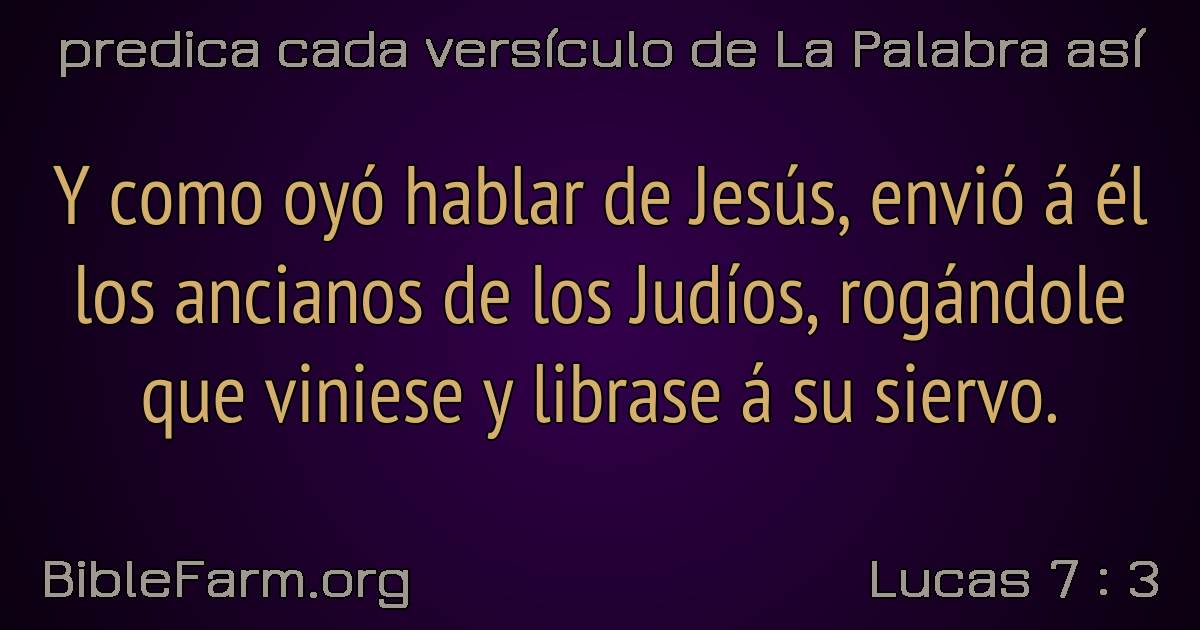 predica cada versículo de La Palabra así
Y como oyó hablar de Jesús, envió á él
los ancianos de los Judíos, rogándole
que viniese y librase á su siervo.
BibleFarm.org
Lucas 7 : 3